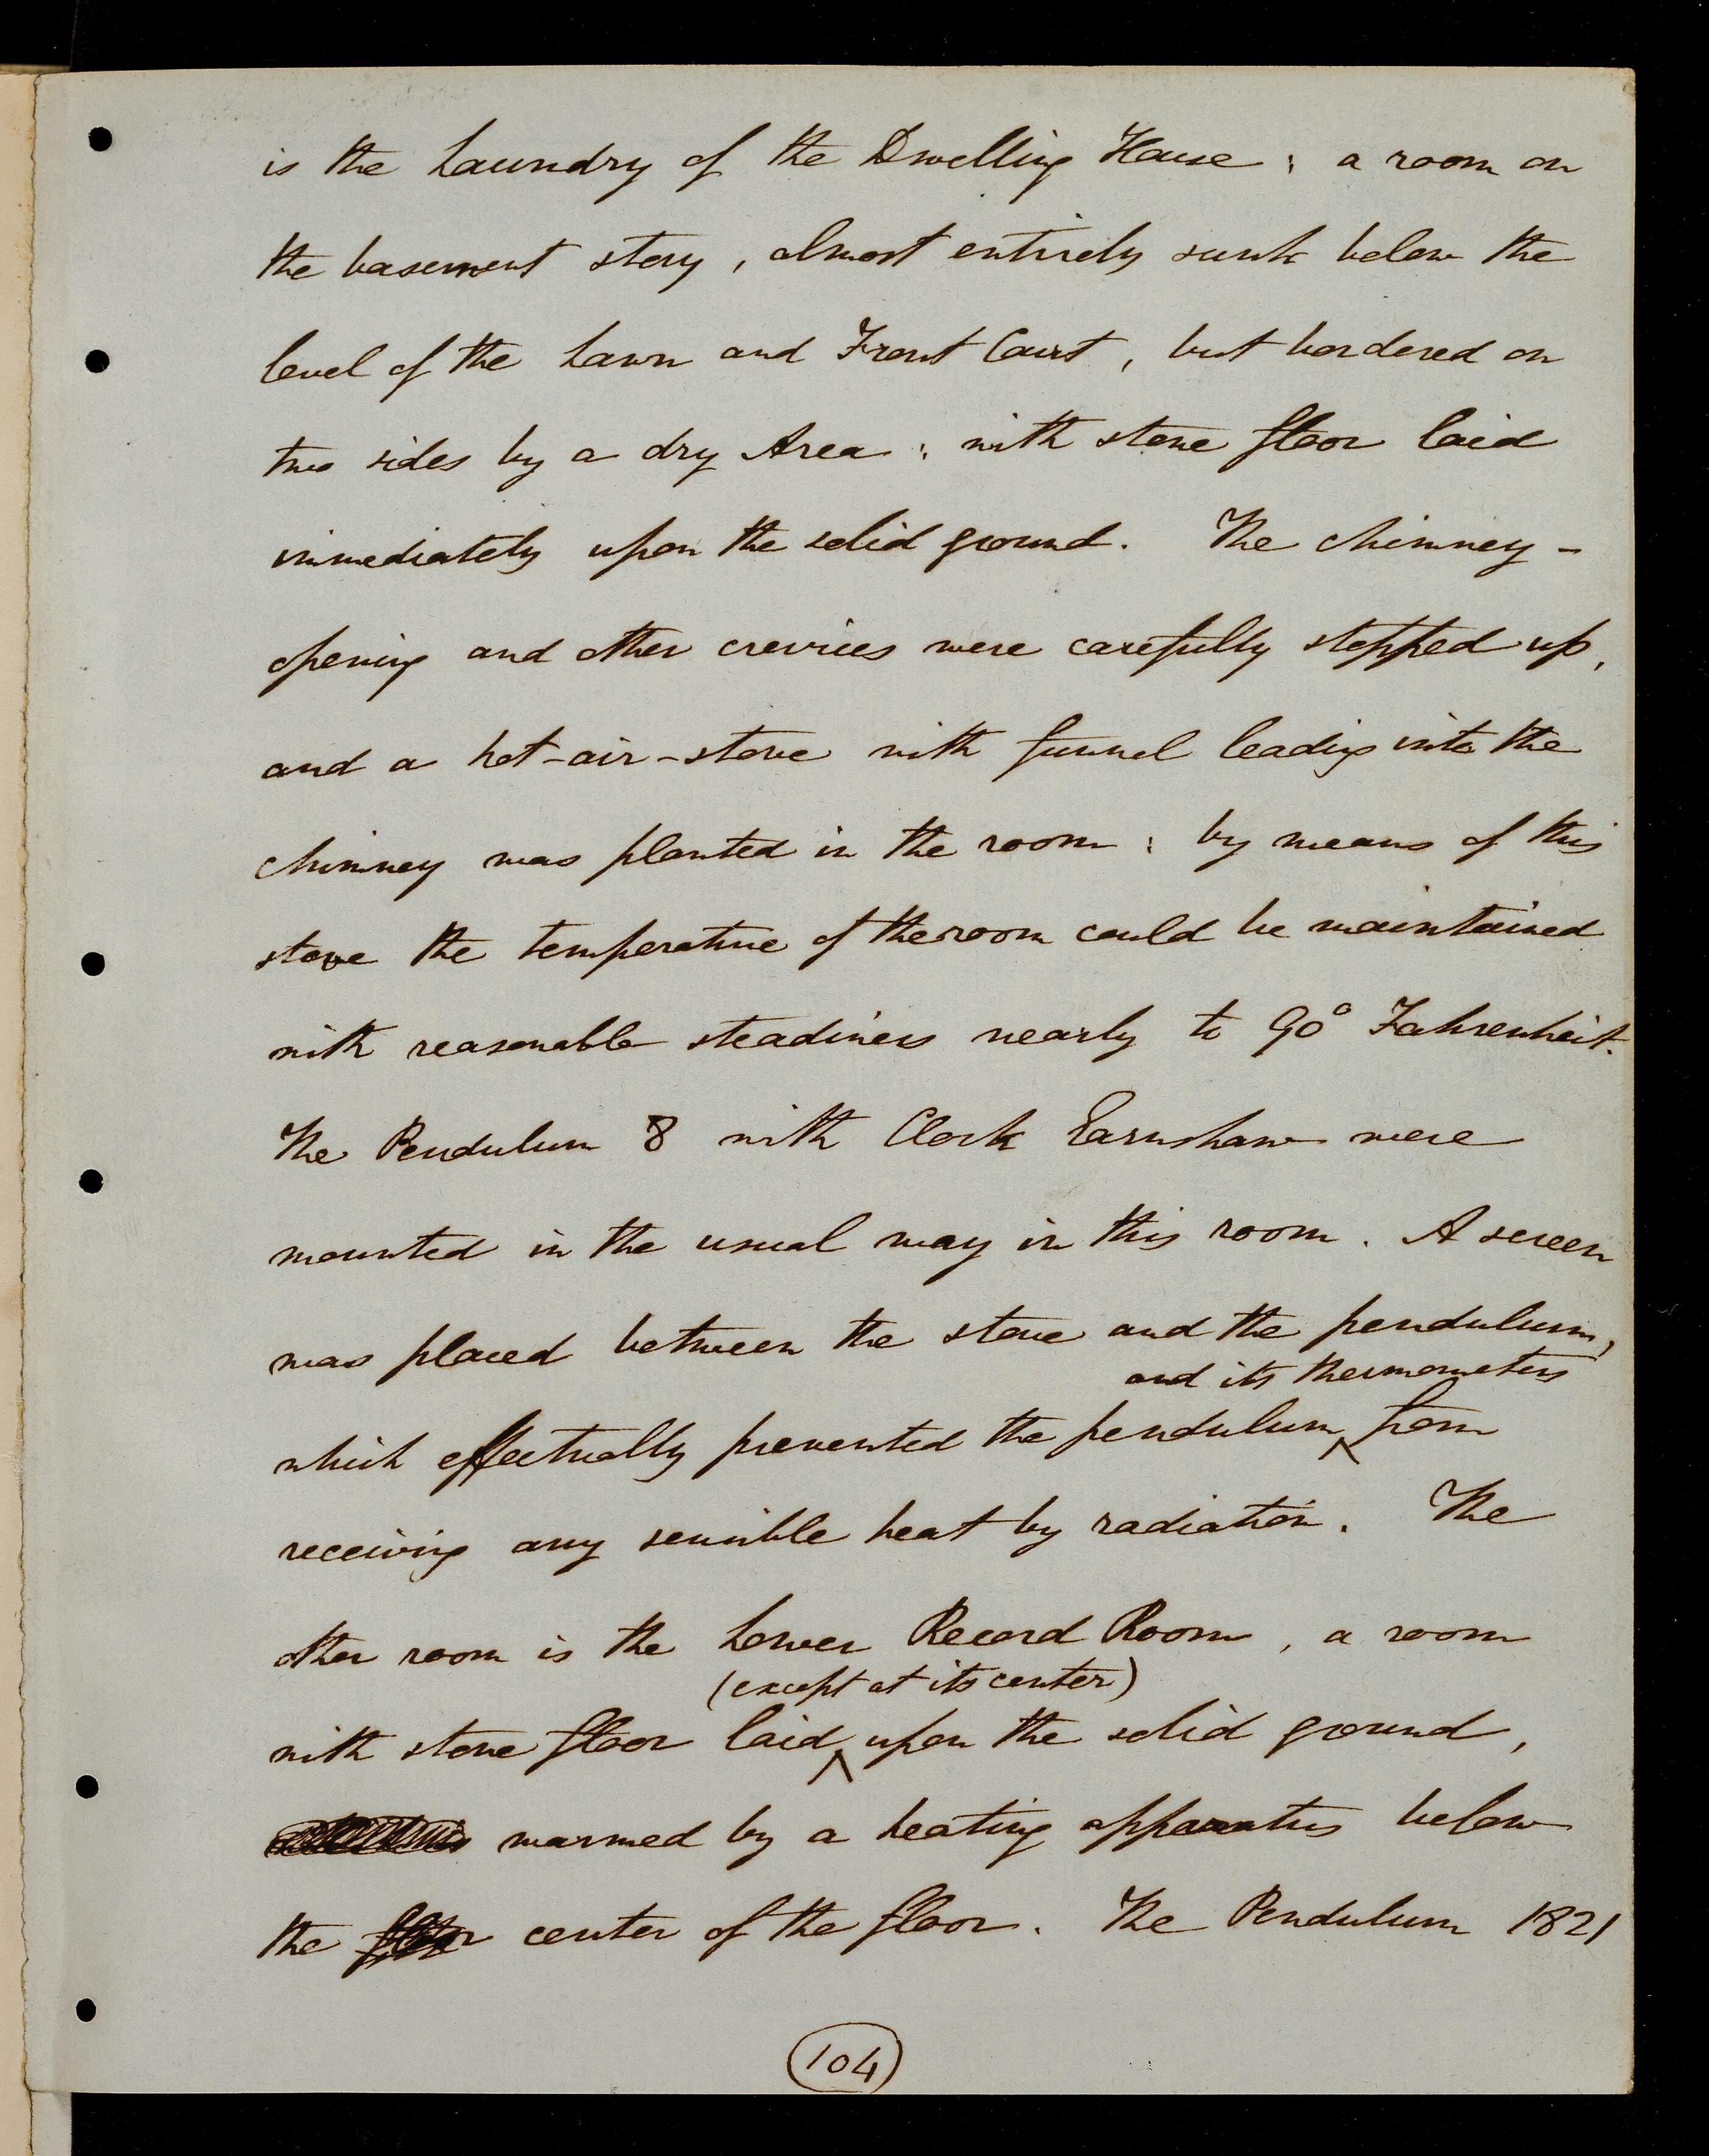 is the Laundry of the Dwelling House ; a room on
the basement story , almost entirely sunk below the
level of the Lawn and Front Court , but bordered on
two sides by a dry Area ; with stone floor laid
immediately upon the solid ground . The chimney -
opening and other crevices were carefully stopped up ,
and a hot-air-stove with funnel leading into the
chimney was planted in the room ; by means of this
stove the temperature of the room could be maintained
with reasonable steadiness nearly to 90° Fahrenheit .
The Pendulum 8 with Clock Earnshaw were
mounted in the usual way in this room . A screen
was placed between the stove and the pendulum ,
and its thermometers
which effectually prevented the pendulum ^ from
receiving any sensible heat by radiation . The
other room is the Lower Record Room , a room
(except at its center)
with stone floor laid ^ upon the solid ground ,
warmed by a heating apparatus below
the floor center of the floor . The Pendulum 1821
104